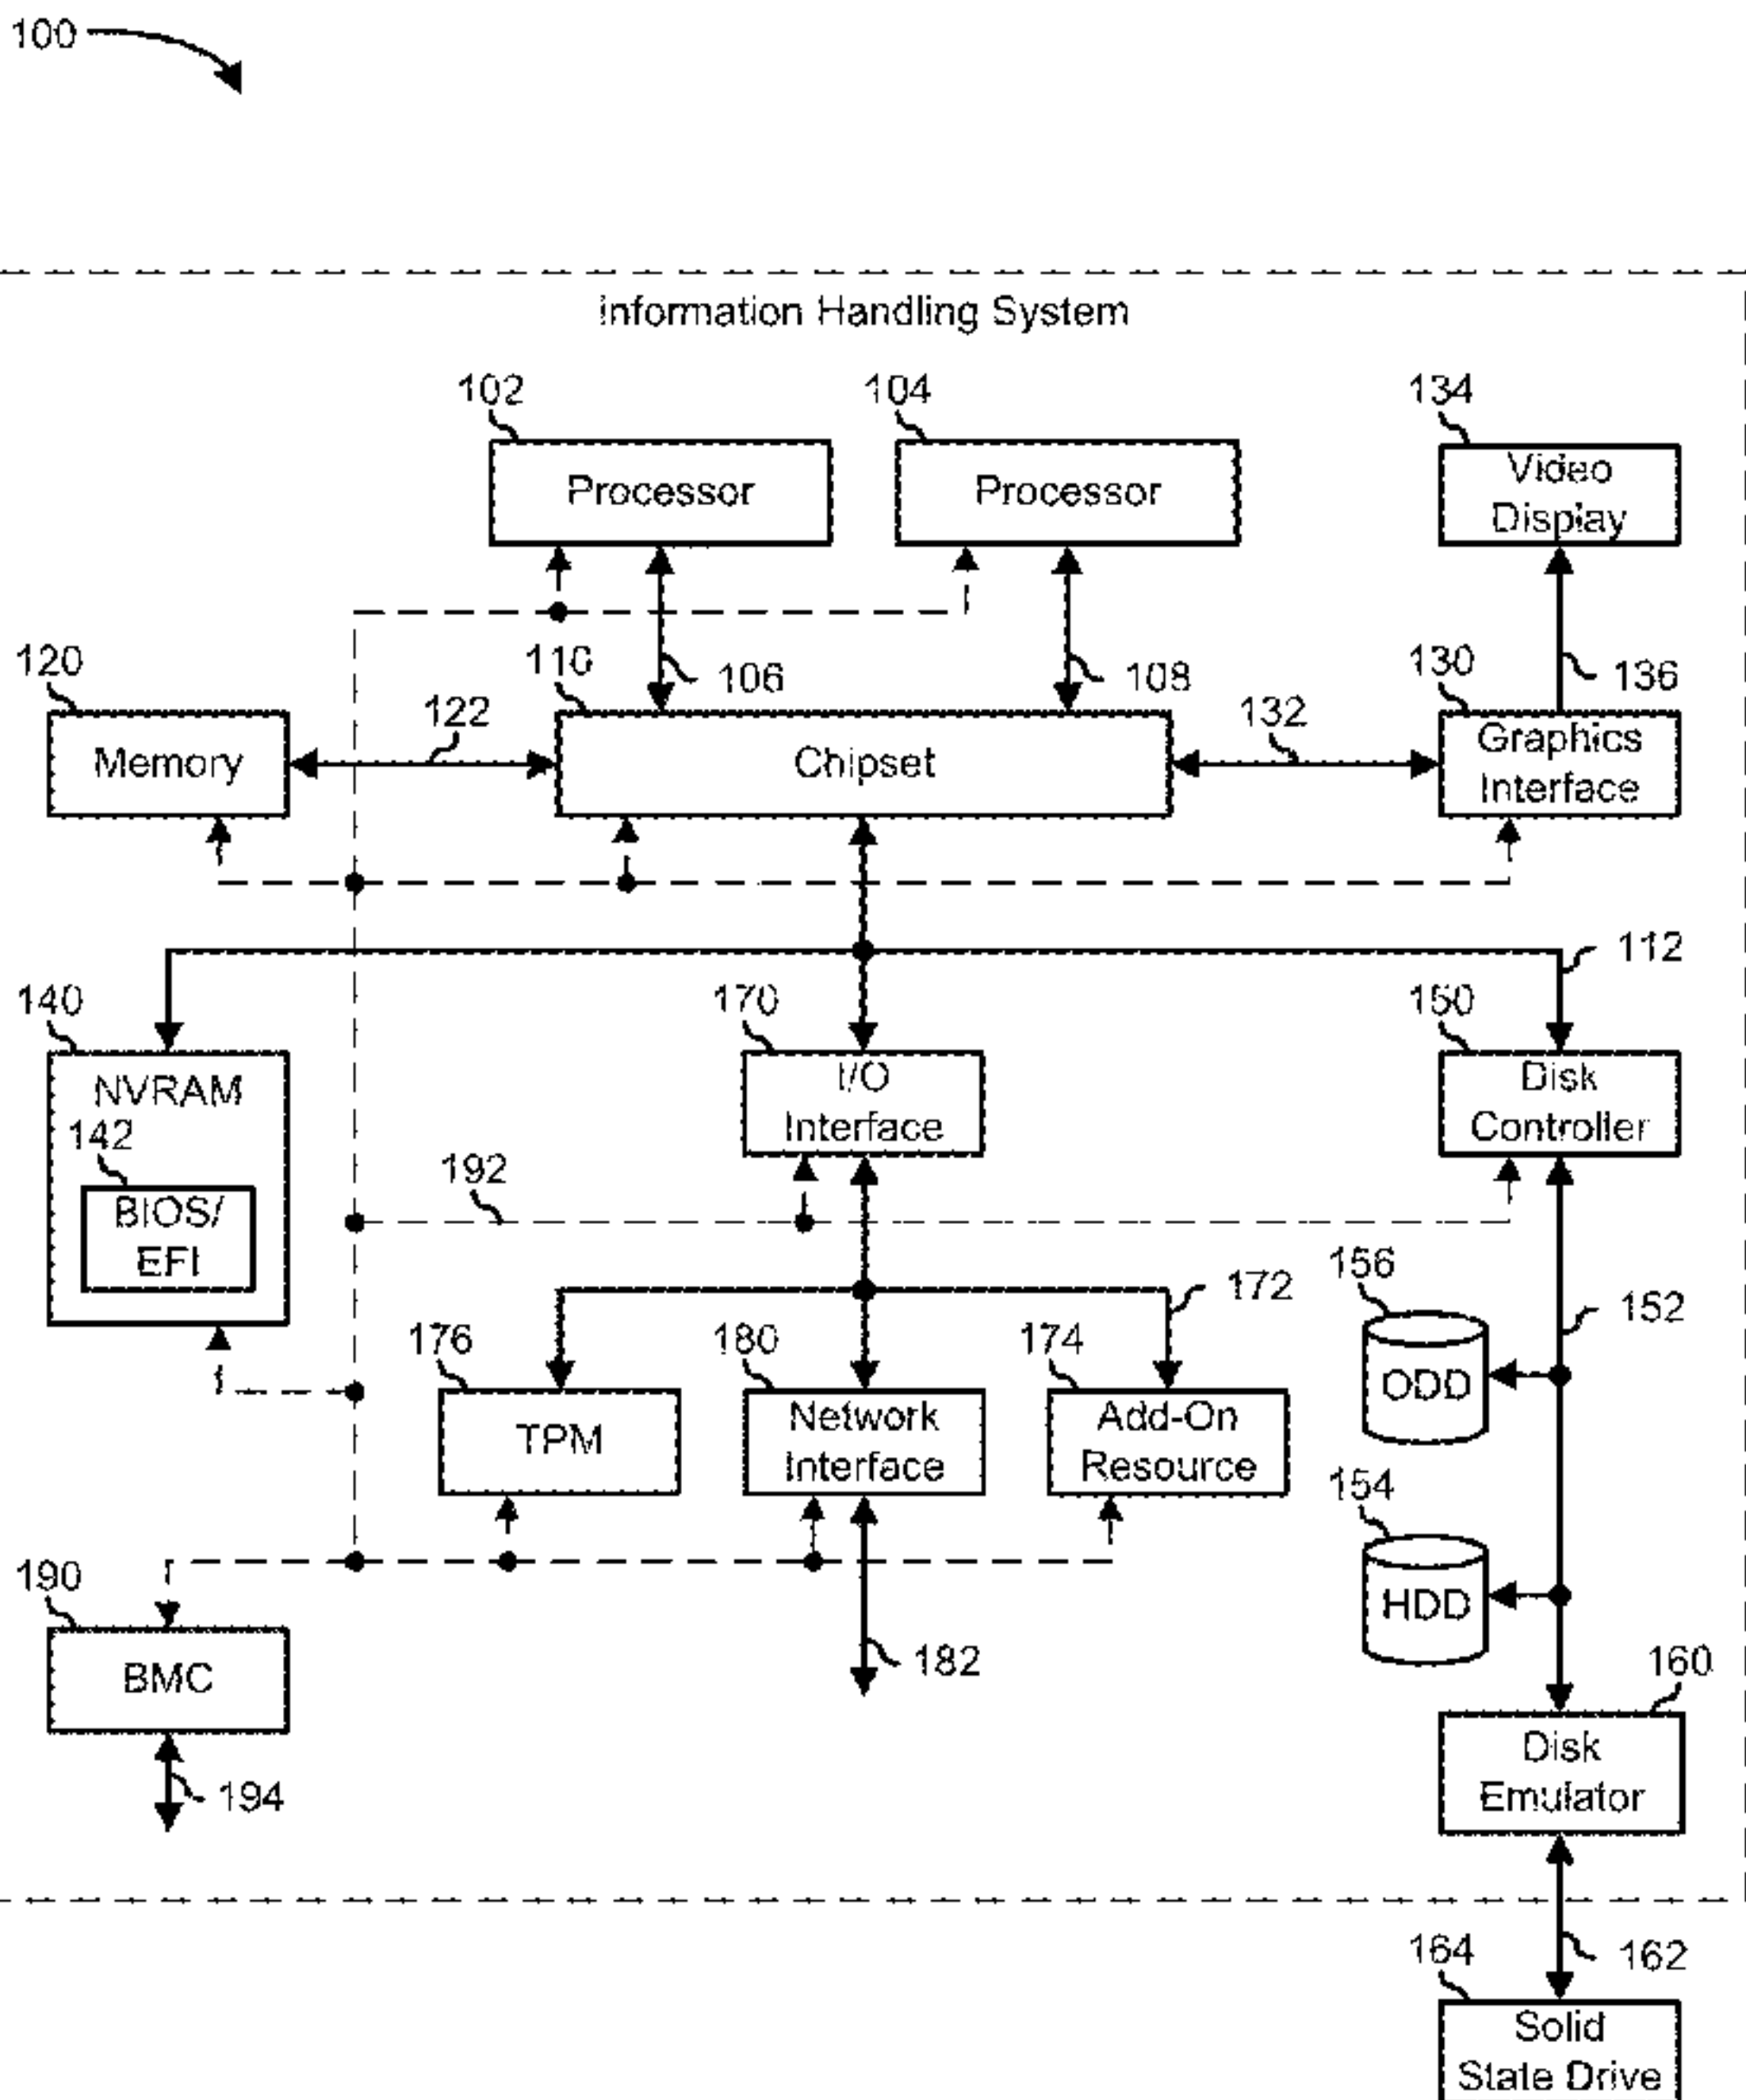 100
Information Handling System
102
104
134
Processor
Processor
Video
Display
120
110
106
108
130
136
122
132
Memory
Chipset
Graphics
Interface
112
140
170
150
NVRAM
I/O
Interface
Disk
Controller
142
BIOS/
EFI
192
156
172
152
176
180
174
ODD
TPM
Network
Interface
Add-On
Resource
154
190
HDD
182
160
BMC
Disk
Emulator
194
164
162
Solid
State Drive